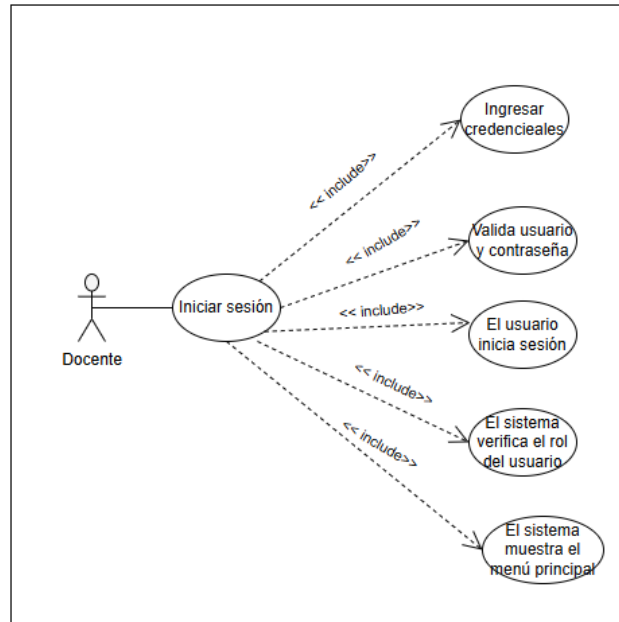 Ingresar
credencieales
<< include>>
Valida usuario
y contraseña
<< include>>
Iniciar sesión
<< include>>
El usuario
inicia sesión
Docente
<< include>>
El sistema
verifica el rol
del usuario
<< include>>
El sistema
muestra el
menú principal